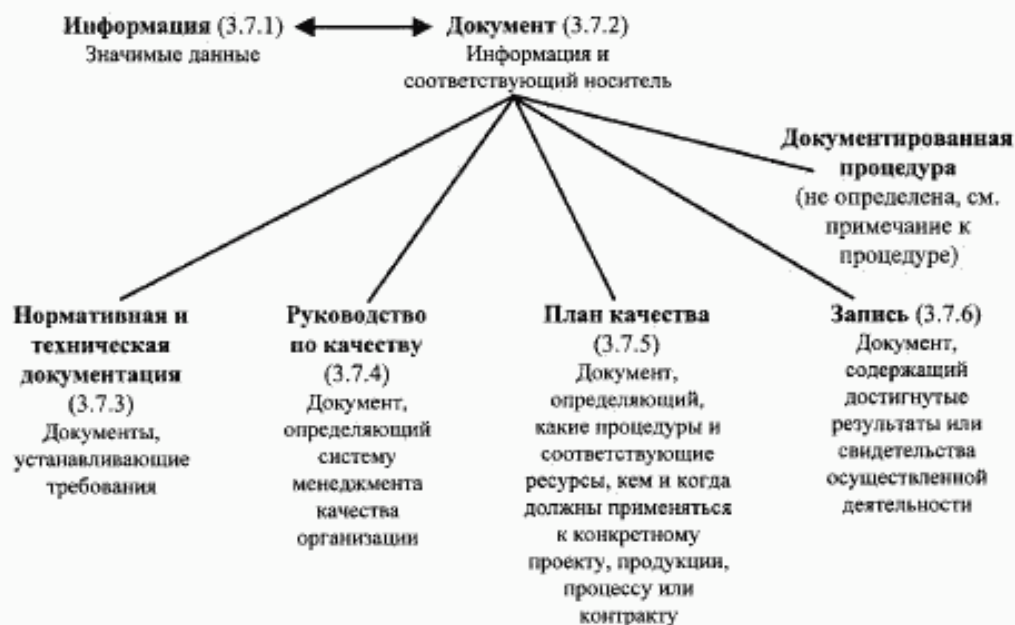 Информация (3.7.1)
Значимые данные
Документ (3.7.2)
Информация и
соответствующий носитель
Документированная
процедура
(не определена, см.
примечание к
процедуре)
Нормативная и
техническая
документация
(3.7.3)
Документы,
устанавливающие
требования
Руководство
по качеству
(3.7.4)
Документ,
определяющий
систему
менеджмента
качества
организации
План качества
(3.7.5)
Документ,
определяющий,
какие процедуры и
соответствующие
ресурсы, кем и когда
должны применяться
к конкретному
проекту, продукции,
процессу или
контракту
Запись (3.7.6)
Документ,
содержащий
достигнутые
результаты или
свидетельства
осуществленной
деятельности